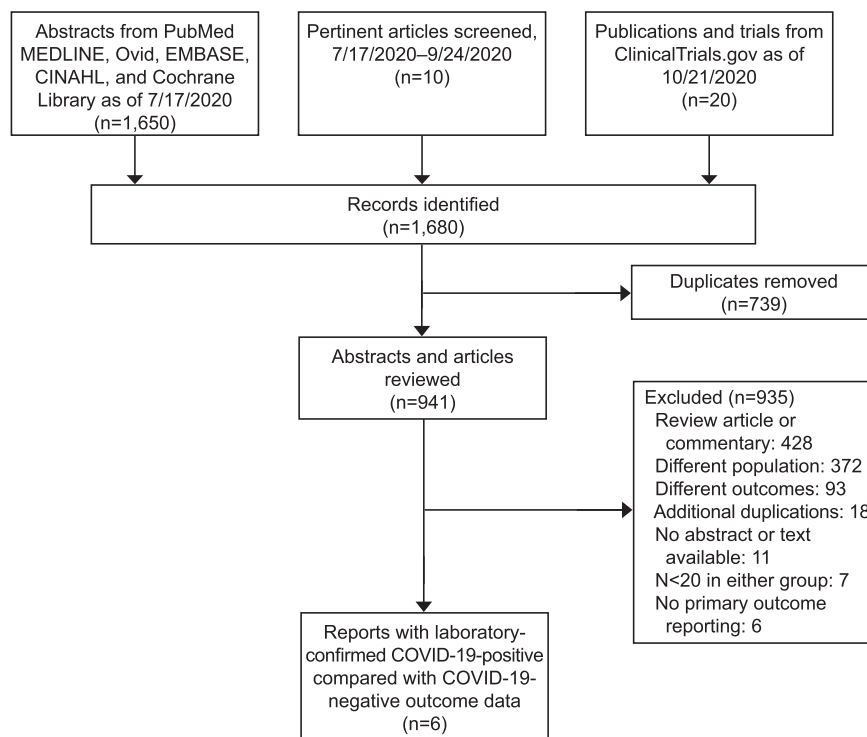 Abstracts from PubMed
MEDLINE, Ovid, EMBASE,
CINAHL, and Cochrane
Library as of 7/17/2020
(n=1,650)
Pertinent articles screened,
7/17/2020–9/24/2020
(n=10)
Publications and trials from
ClinicalTrials.gov as of
10/21/2020
(n=20)
Records identified
(n=1,680)
Duplicates removed
(n=739)
Abstracts and articles
reviewed
(n=941)
Excluded (n=935)
Review article or
commentary: 428
Different population: 372
Different outcomes: 93
Additional duplications: 18
No abstract or text
available: 11
N<20 in either group: 7
No primary outcome
reporting: 6
Reports with laboratory-
confirmed COVID-19-positive
compared with COVID-19-
negative outcome data
(n=6)